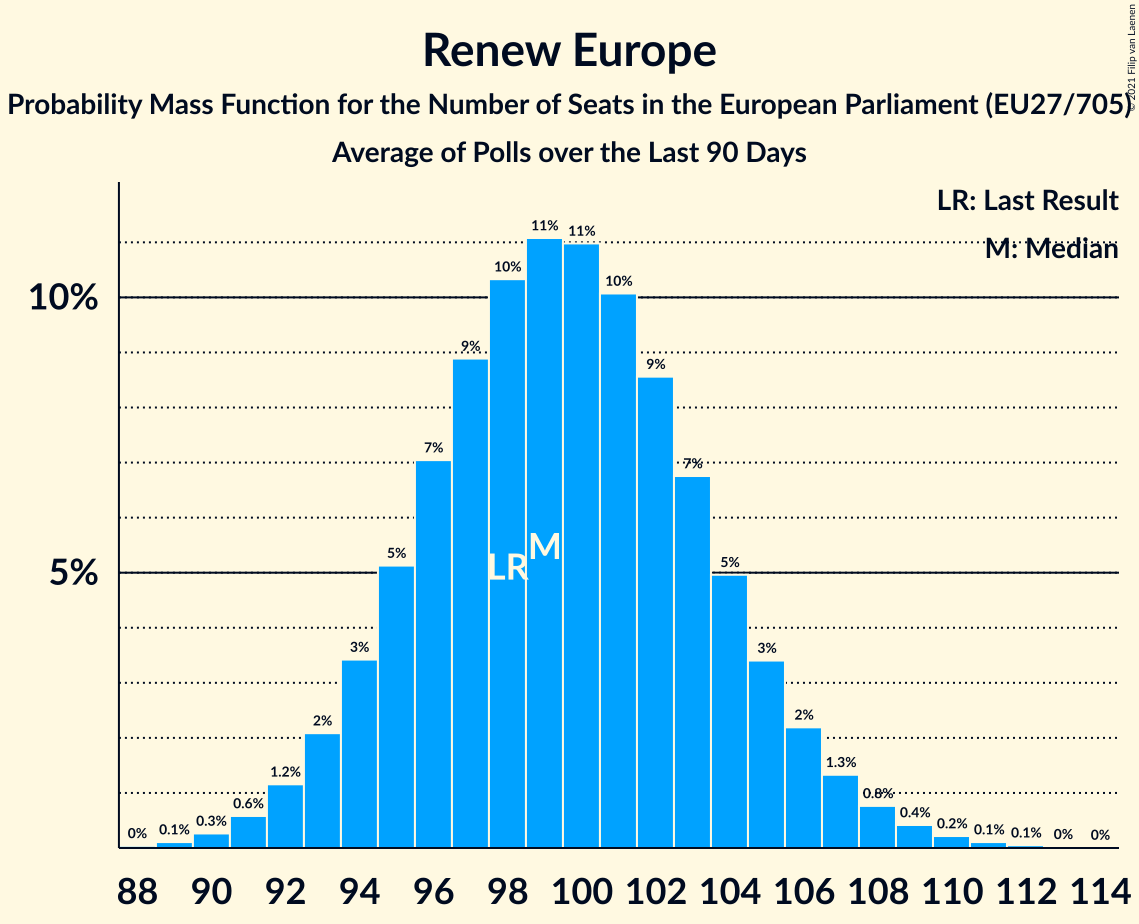 Renew Europe
Probability Mass Function for the Number of Seats in the European Parliament (EU27/705)
Average of Polls over the Last 90 Days
© 2021 Filip van Laenen
LR: Last Result
M: Median
10%
5%
0% 0.1% 0.3% 0.6% 1.2% 2% 3% 5% 7% 9% 10% 11% 11% 10% 9% 7% 5% 3% 2% 1.3% 0.8% 0.4% 0.2% 0.1% 0.1% 0% 0%
LR M
88 90 92 94 96 98 100 102 104 106 108 110 112 114